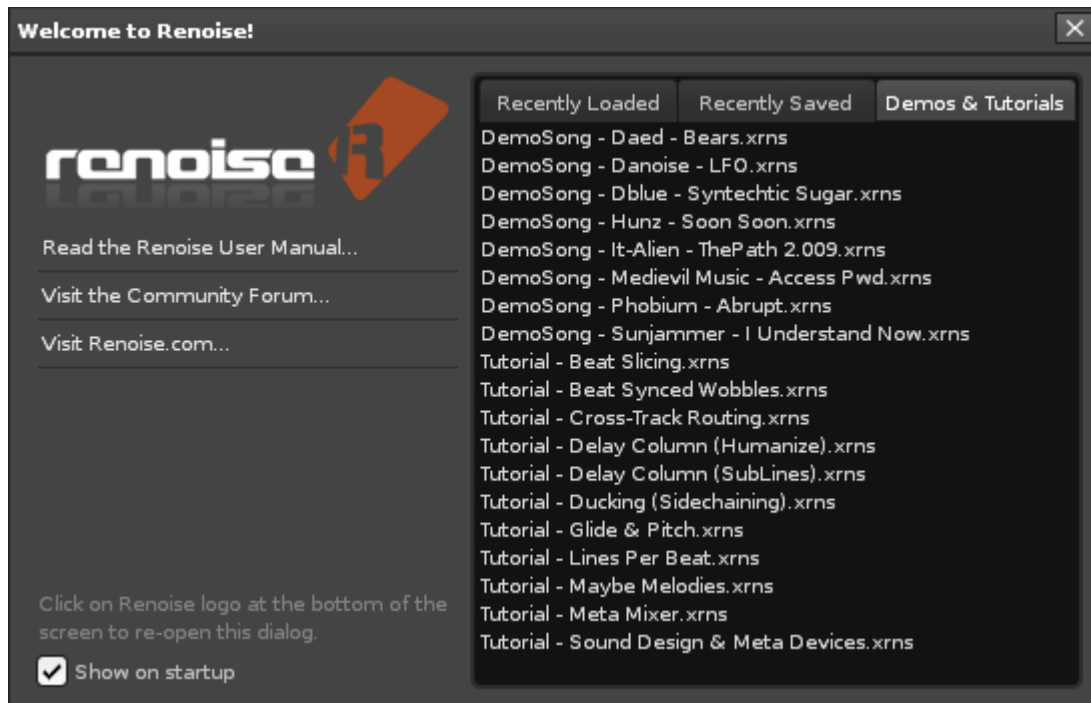 Welcome to Renoise!
renoise
Read the Renoise User Manual...
Visit the Community Forum...
Visit Renoise.com...
Click on Renoise logo at the bottom of the
screen to re-open this dialog.
Show on startup
Recently Loaded Recently Saved Demos & Tutorials
DemoSong - Daed - Bears.xrns
DemoSong - Danoise - LFO.xrns
DemoSong - Dblue - Syntechtic Sugar.xrns
DemoSong - Hunz - Soon Soon.xrns
DemoSong - It-Alien - ThePath 2.009.xrns
DemoSong - Medievil Music - Access Pwd.xrns
DemoSong - Phobium - Abrupt.xrns
DemoSong - Sunjammer - I Understand Now.xrns
Tutorial - Beat Slicing.xrns
Tutorial - Beat Synced Wobbles.xrns
Tutorial - Cross-Track Routing.xrns
Tutorial - Delay Column (Humanize).xrns
Tutorial - Delay Column (SubLines).xrns
Tutorial - Ducking (Sidechaining).xrns
Tutorial - Glide & Pitch.xrns
Tutorial - Lines Per Beat.xrns
Tutorial - Maybe Melodies.xrns
Tutorial - Meta Mixer.xrns
Tutorial - Sound Design & Meta Devices.xrns